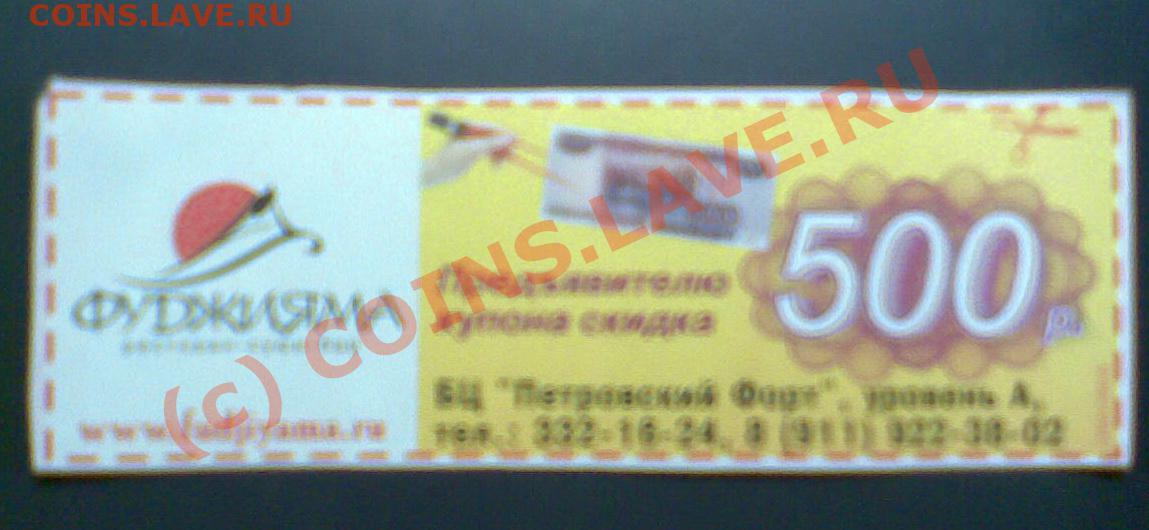 COINS.LAVE.RU
ФУДЖИЯМА
Предъявителю
купона скидка
500 р.
БЦ "Петровский Форт", уровень А,
тел.: 332-16-24, 8 (911) 922-38-02
(c) COINS.LAVE.RU